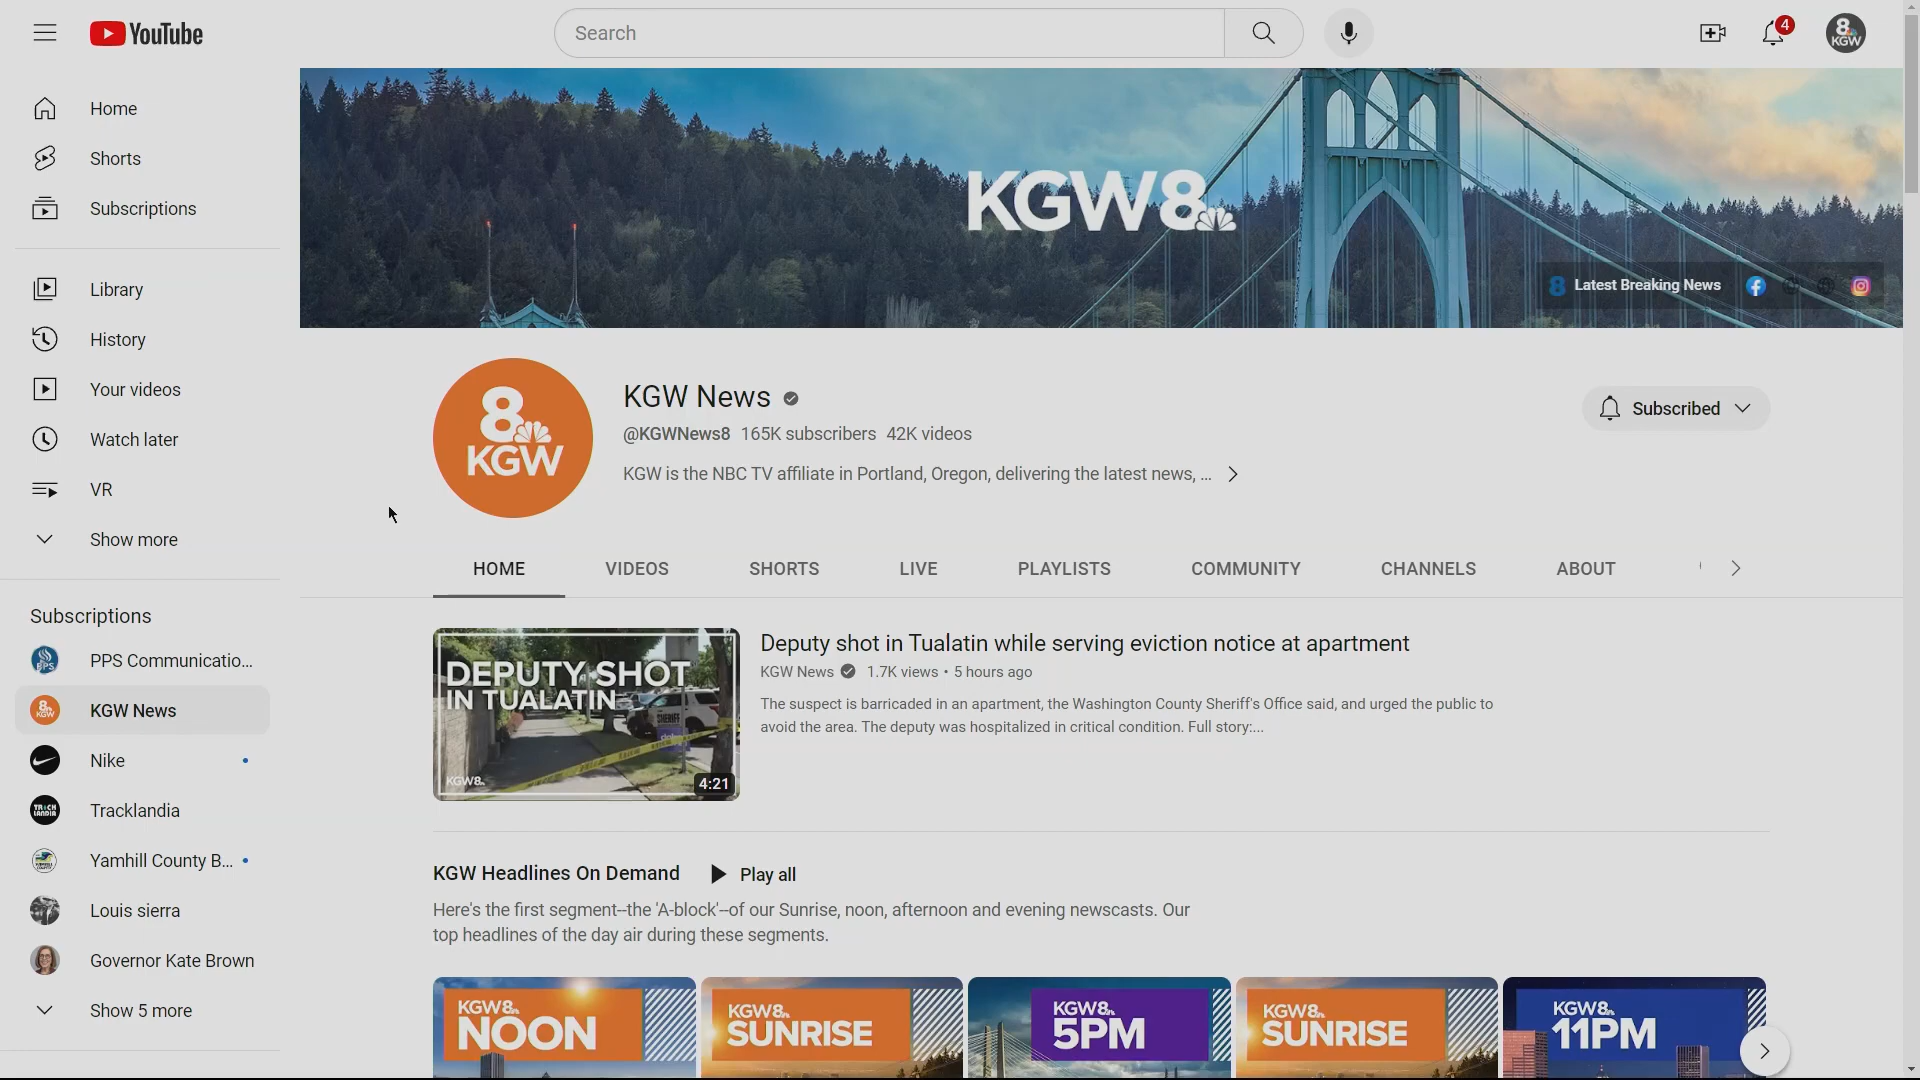 YouTube
Search
4
8
KGW
Home
Shorts
Subscriptions
Library
History
Your videos
Watch later
VR
Show more
Subscriptions
PPS Communicatio...
KGW News
Nike
Tracklandia
Yamhill County B...
Louis sierra
Governor Kate Brown
Show 5 more
KGW8
8 Latest Breaking News
8
KGW
KGW News
@KGWNews8 165K subscribers 42K videos
KGW is the NBC TV affiliate in Portland, Oregon, delivering the latest news, ...
Subscribed
HOME VIDEOS SHORTS LIVE PLAYLISTS COMMUNITY CHANNELS ABOUT
DEPUTY SHOT
IN TUALATIN
SHERIFF
KGW8
4:21
Deputy shot in Tualatin while serving eviction notice at apartment
KGW News 1.7K views • 5 hours ago
The suspect is barricaded in an apartment, the Washington County Sheriff's Office said, and urged the public to
avoid the area. The deputy was hospitalized in critical condition. Full story:...
KGW Headlines On Demand Play all
Here's the first segment--the 'A-block'--of our Sunrise, noon, afternoon and evening newscasts. Our
top headlines of the day air during these segments.
KGW8
NOON
KGW8
SUNRISE
KGW8
5PM
KGW8
SUNRISE
KGW8
11PM